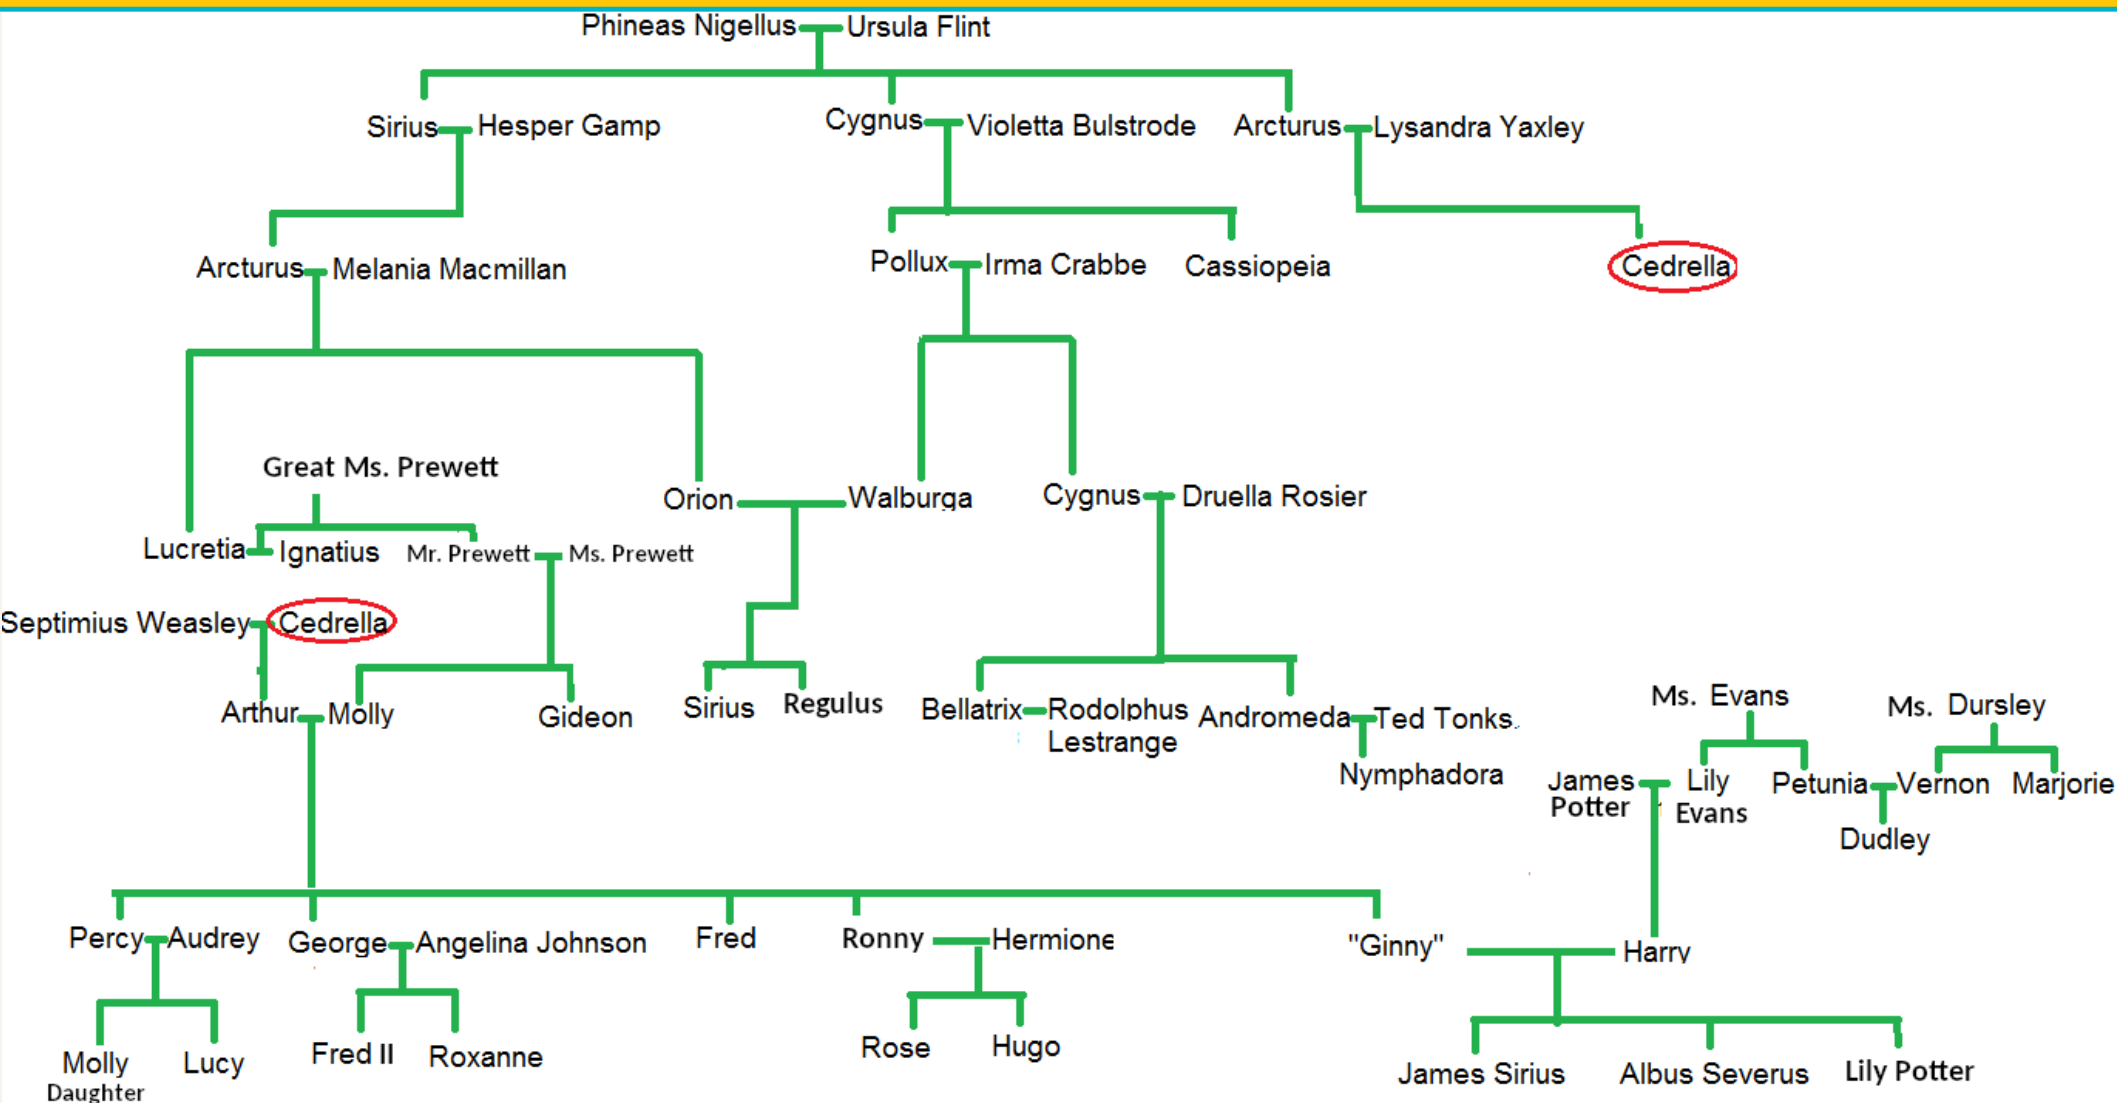 Phineas Nigellus Ursula Flint
Sirius Hesper Gamp Cygnus Violetta Bulstrode Arcturus Lysandra Yaxley
Arcturus Melania Macmillan Pollux Irma Crabbe Cassiopeia Cedrella
Great Ms. Prewett
Orion Walburga Cygnus Druella Rosier
Lucretia Ignatius Mr. Prewett Ms. Prewett
Septimius Weasley Cedrella
Arthur Molly Gideon Sirius Regulus Bellatrix Rodolphus Andromeda Ted Tonks Ms. Evans Ms. Dursley
Lestrange
Nymphadora James Lily Petunia Vernon Marjorie
Potter Evans
Dudley
Percy Audrey George Angelina Johnson Fred Ronny Hermione "Ginny" Harry
Molly Lucy Fred II Roxanne Rose Hugo James Sirius Albus Severus Lily Potter
Daughter